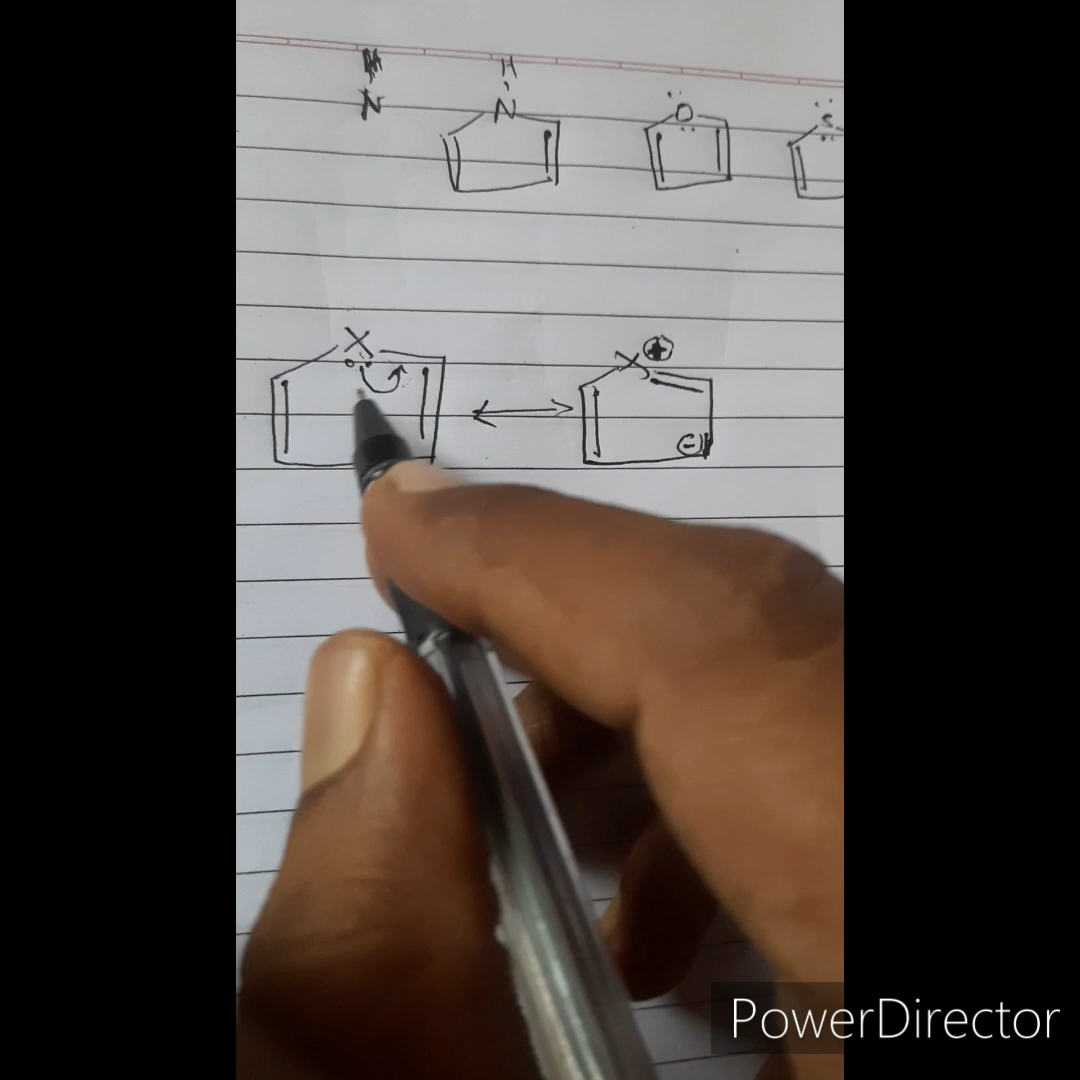 H
N N :O: :S:
X X ⊕
⊖
PowerDirector